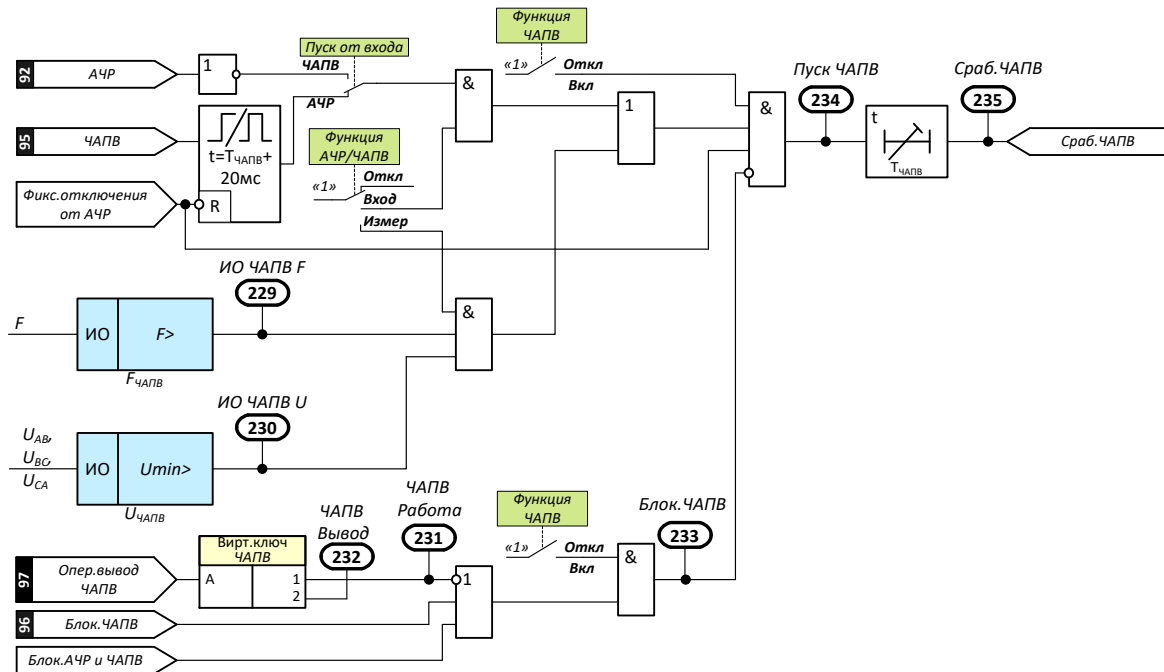 Функция
ЧАПВ
Пуск от входа
92
АЧР
1
ЧАПВ
АЧР
«1»
Откл
Вкл
&
1
&
Пуск ЧАПВ
234
Сраб.ЧАПВ
235
t
TЧАПВ
Сраб.ЧАПВ
95
ЧАПВ
t=TЧАПВ+
20мс
R
Функция
АЧР/ЧАПВ
«1»
Откл
Вход
Измер
Фикс.отключения
от АЧР
ИО ЧАПВ F
229
F
ИО
F>
FЧАПВ
&
ИО ЧАПВ U
230
UAB,
UBC,
UCA
ИО
Umin>
UЧАПВ
ЧАПВ
Вывод
232
ЧАПВ
Работа
231
Функция
ЧАПВ
«1»
Откл
Вкл
&
Блок.ЧАПВ
233
97
Опер.вывод
ЧАПВ
Вирт.ключ
ЧАПВ
A
1
2
1
96
Блок.ЧАПВ
Блок.АЧР и ЧАПВ